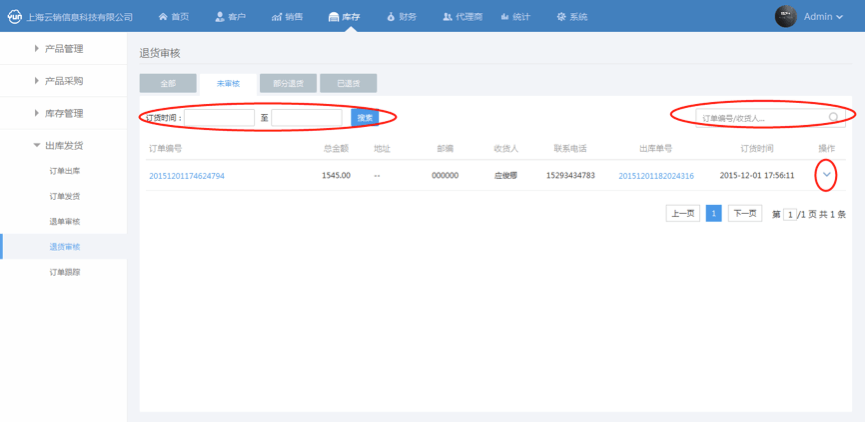 上海云销信息科技有限公司 首页 客户 销售 库存 财务 代理商 统计 系统 Admin
产品管理
产品采购
库存管理
出库发货
订单出库
订单发货
退单审核
退货审核
订单跟踪
退货审核
全部 未审核 部分退货 已退货
订货时间： 至 搜索 订单编号/收货人...
订单编号 总金额 地址 邮编 收货人 联系电话 出库单号 订货时间 操作
20151201174624794 1545.00 -- 000000 15293434783 20151201182024316 2015-12-01 17:56:11
上一页 1 下一页 第 1 /1 页 共 1 条